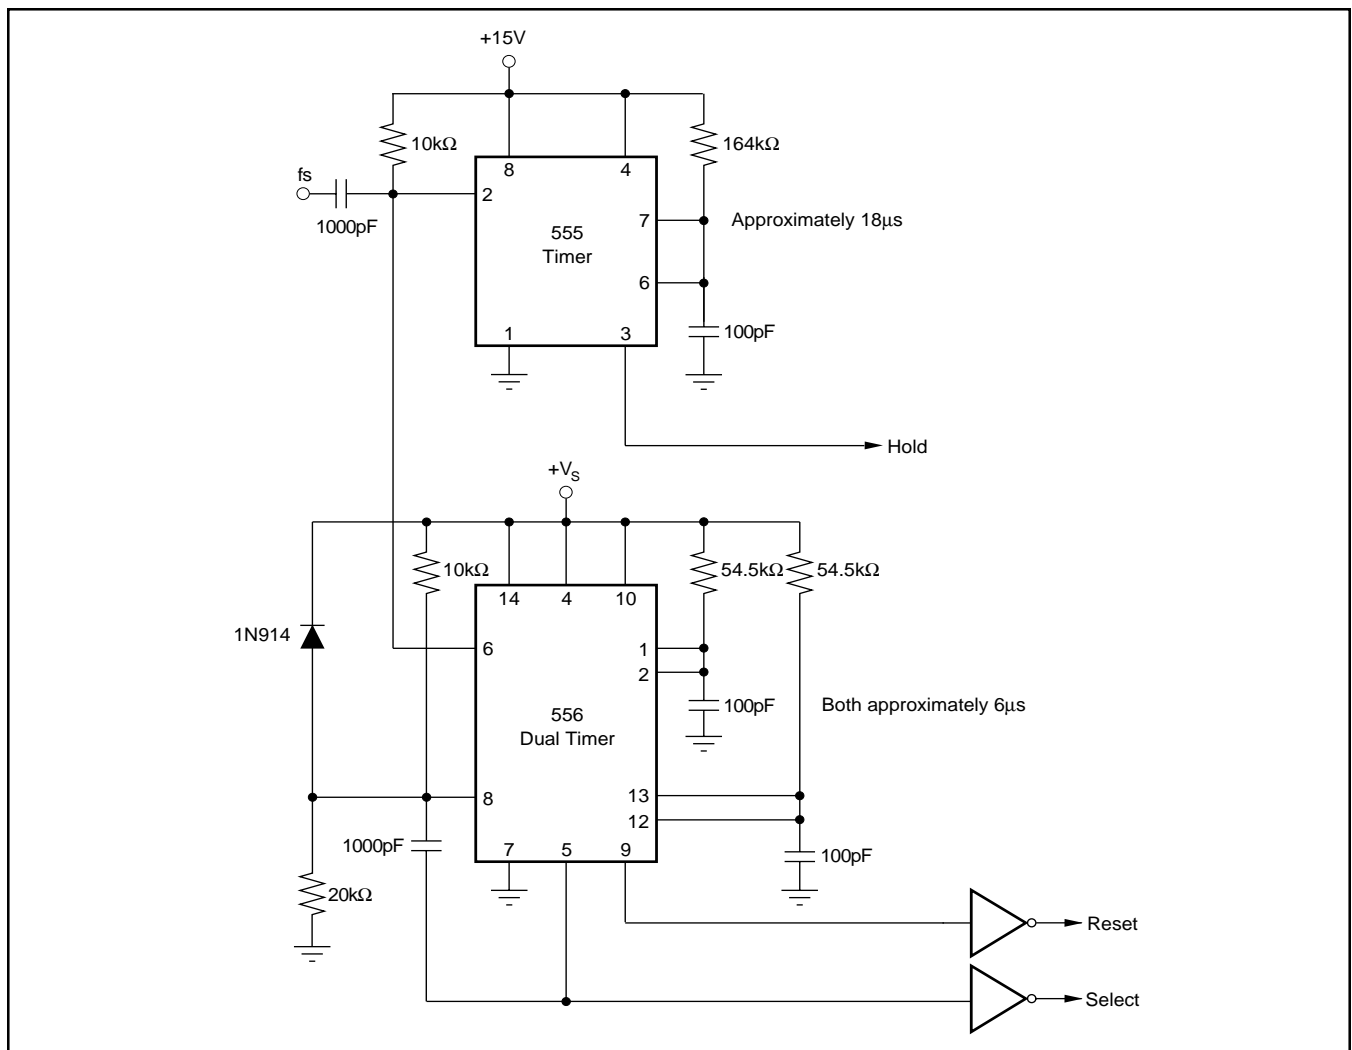 +15V
10kΩ
164kΩ
fs
8
4
2
1000pF
7
Approximately 18μs
555
Timer
6
1
3
100pF
Hold
+VS
10kΩ
54.5kΩ
54.5kΩ
14
4
10
1N914
6
1
2
100pF
Both approximately 6μs
556
Dual Timer
8
13
12
1000pF
7
5
9
100pF
20kΩ
Reset
Select